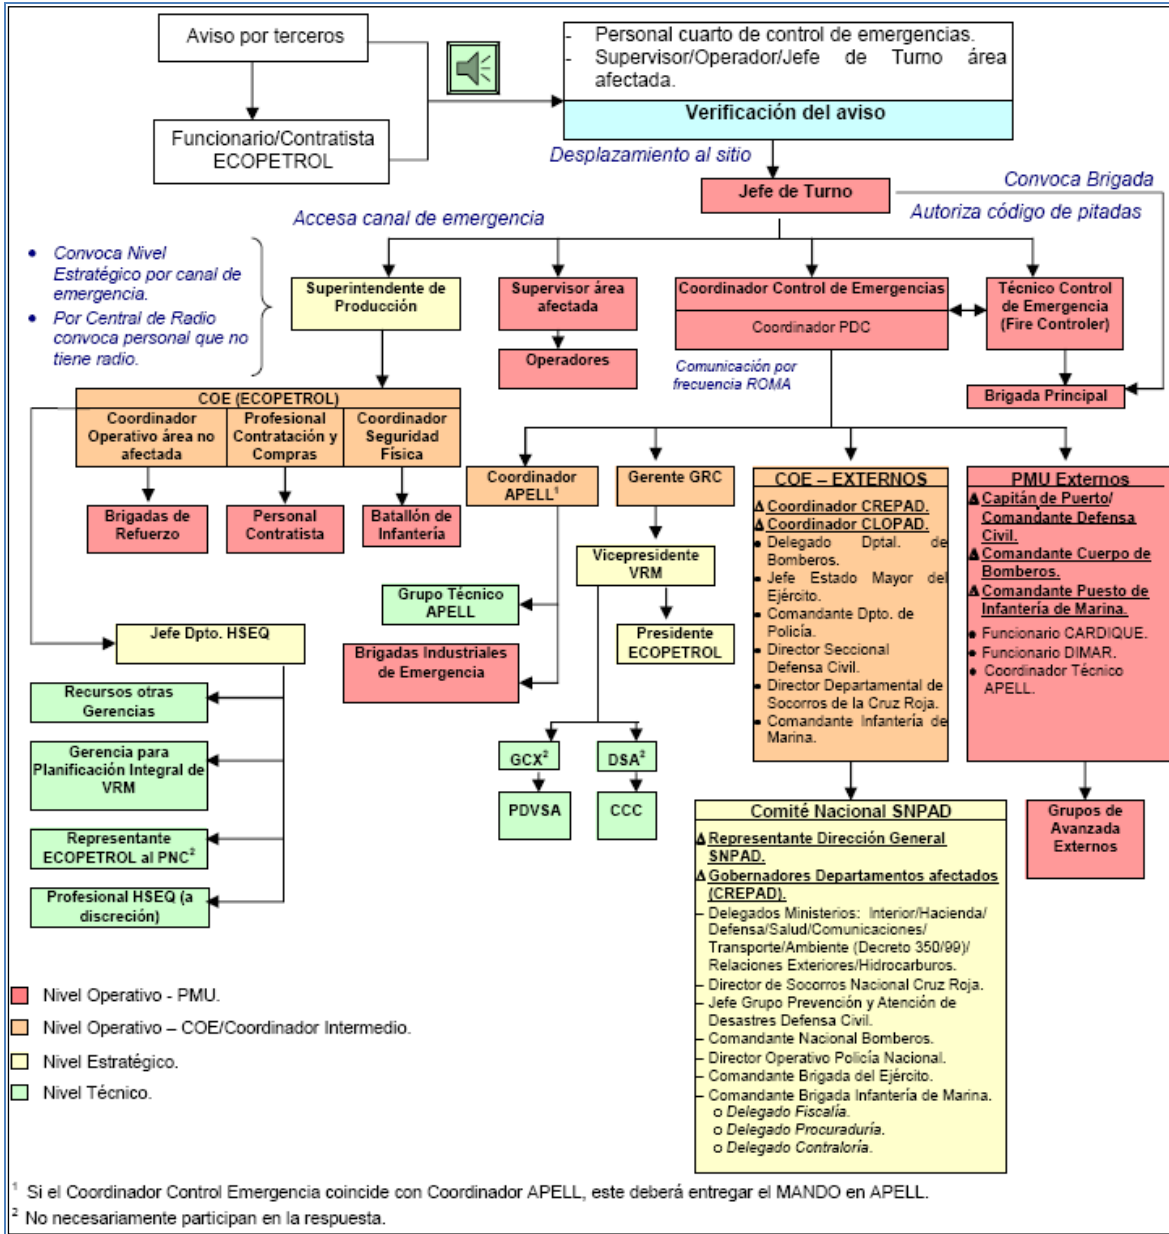 Aviso por terceros
- Personal cuarto de control de emergencias.
- Supervisor/Operador/Jefe de Turno área
afectada.
Verificación del aviso
Funcionario/Contratista
ECOPETROL
Desplazamiento al sitio
Jefe de Turno
Convoca Brigada
Autoriza código de pitadas
Accesa canal de emergencia
• Convoca Nivel
Estratégico por canal de
emergencia.
• Por Central de Radio
convoca personal que no
tiene radio.
Superintendente de
Producción
Supervisor área
afectada
Operadores
Coordinador Control de Emergencias
Coordinador PDC
Técnico Control
de Emergencia
(Fire Controler)
Comunicación por
frecuencia ROMA
Brigada Principal
COE (ECOPETROL)
Coordinador
Operativo área no
afectada
Profesional
Contratación y
Compras
Coordinador
Seguridad
Física
Brigadas de
Refuerzo
Personal
Contratista
Batallón de
Infantería
Coordinador
APELL¹
Gerente GRC
Vicepresidente
VRM
Presidente
ECOPETROL
Grupo Técnico
APELL
Brigadas Industriales
de Emergencia
GCX²
DSA²
PDVSA
CCC
COE – EXTERNOS
Δ Coordinador CREPAD.
Δ Coordinador CLOPAD.
• Delegado Dptal. de
Bomberos.
• Jefe Estado Mayor del
Ejército.
• Comandante Dpto. de
Policía.
• Director Seccional
Defensa Civil.
• Director Departamental de
Socorros de la Cruz Roja.
• Comandante Infantería de
Marina.
PMU Externos
Δ Capitán de Puerto/
Comandante Defensa
Civil.
Δ Comandante Cuerpo de
Bomberos.
Δ Comandante Puesto de
Infantería de Marina.
• Funcionario CARDIQUE.
• Funcionario DIMAR.
• Coordinador Técnico
APELL.
Grupos de
Avanzada
Externos
Jefe Dpto. HSEQ
Recursos otras
Gerencias
Gerencia para
Planificación Integral de
VRM
Representante
ECOPETROL al PNC²
Profesional HSEQ (a
discreción)
Comité Nacional SNPAD
Δ Representante Dirección General
SNPAD.
Δ Gobernadores Departamentos afectados
(CREPAD).
– Delegados Ministerios: Interior/Hacienda/
Defensa/Salud/Comunicaciones/
Transporte/Ambiente (Decreto 350/99)/
Relaciones Exteriores/Hidrocarburos.
– Director de Socorros Nacional Cruz Roja.
– Jefe Grupo Prevención y Atención de
Desastres Defensa Civil.
– Comandante Nacional Bomberos.
– Director Operativo Policía Nacional.
– Comandante Brigada del Ejército.
– Comandante Brigada Infantería de Marina.
o Delegado Fiscalía.
o Delegado Procuraduría.
o Delegado Contraloría.
Nivel Operativo - PMU.
Nivel Operativo – COE/Coordinador Intermedio.
Nivel Estratégico.
Nivel Técnico.
¹ Si el Coordinador Control Emergencia coincide con Coordinador APELL, este deberá entregar el MANDO en APELL.
² No necesariamente participan en la respuesta.